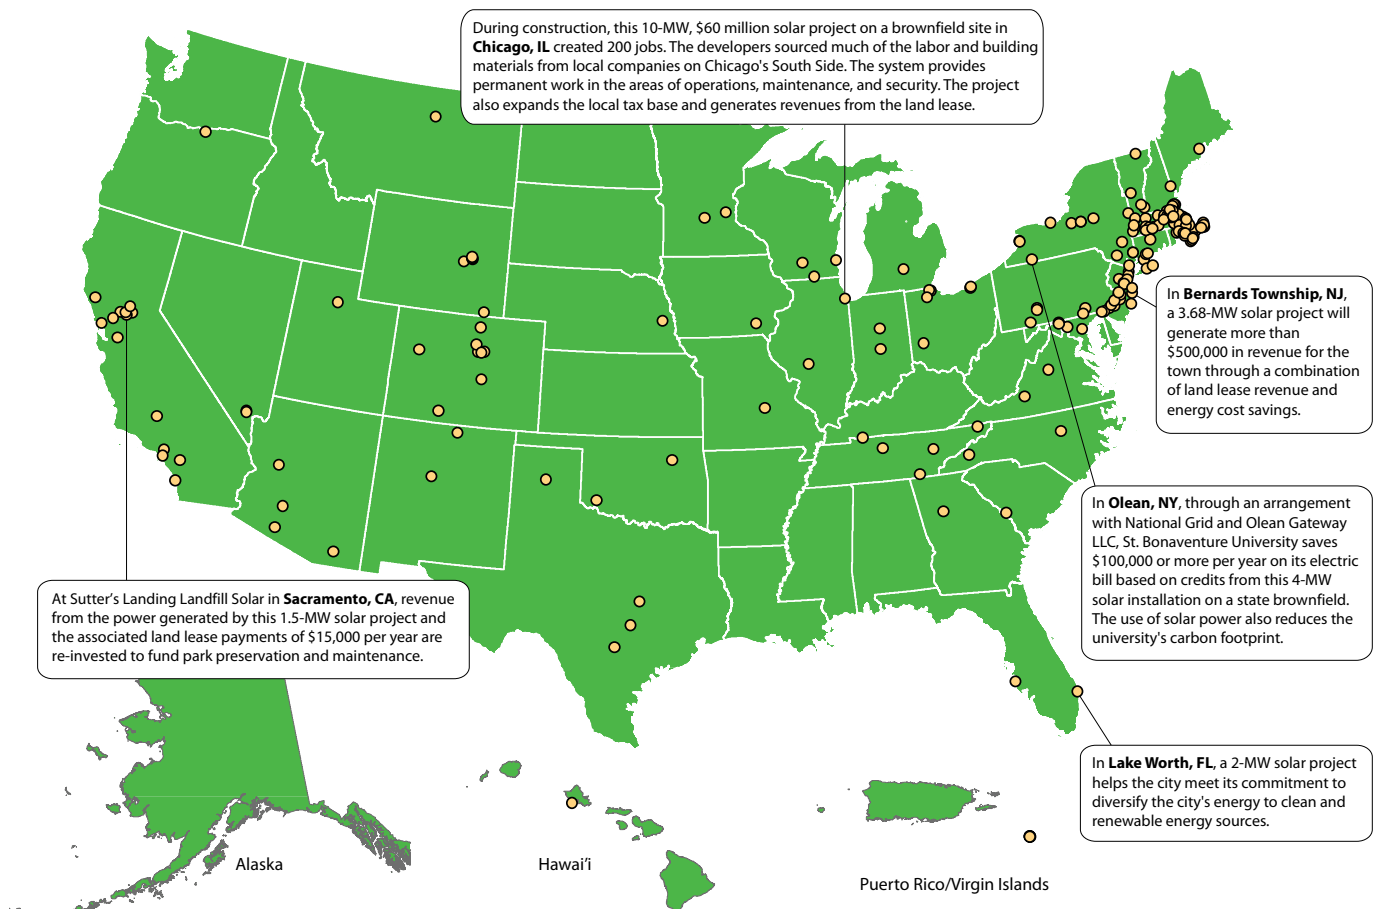 During construction, this 10-MW, $60 million solar project on a brownfield site in
Chicago, IL created 200 jobs. The developers sourced much of the labor and building
materials from local companies on Chicago's South Side. The system provides
permanent work in the areas of operations, maintenance, and security. The project
also expands the local tax base and generates revenues from the land lease.
In Bernards Township, NJ,
a 3.68-MW solar project will
generate more than
$500,000 in revenue for the
town through a combination
of land lease revenue and
energy cost savings.
In Olean, NY, through an arrangement
with National Grid and Olean Gateway
LLC, St. Bonaventure University saves
$100,000 or more per year on its electric
bill based on credits from this 4-MW
solar installation on a state brownfield.
The use of solar power also reduces the
university's carbon footprint.
At Sutter’s Landing Landfill Solar in Sacramento, CA, revenue
from the power generated by this 1.5-MW solar project and
the associated land lease payments of $15,000 per year are
re-invested to fund park preservation and maintenance.
In Lake Worth, FL, a 2-MW solar project
helps the city meet its commitment to
diversify the city's energy to clean and
renewable energy sources.
Alaska
Hawai’i
Puerto Rico/Virgin Islands